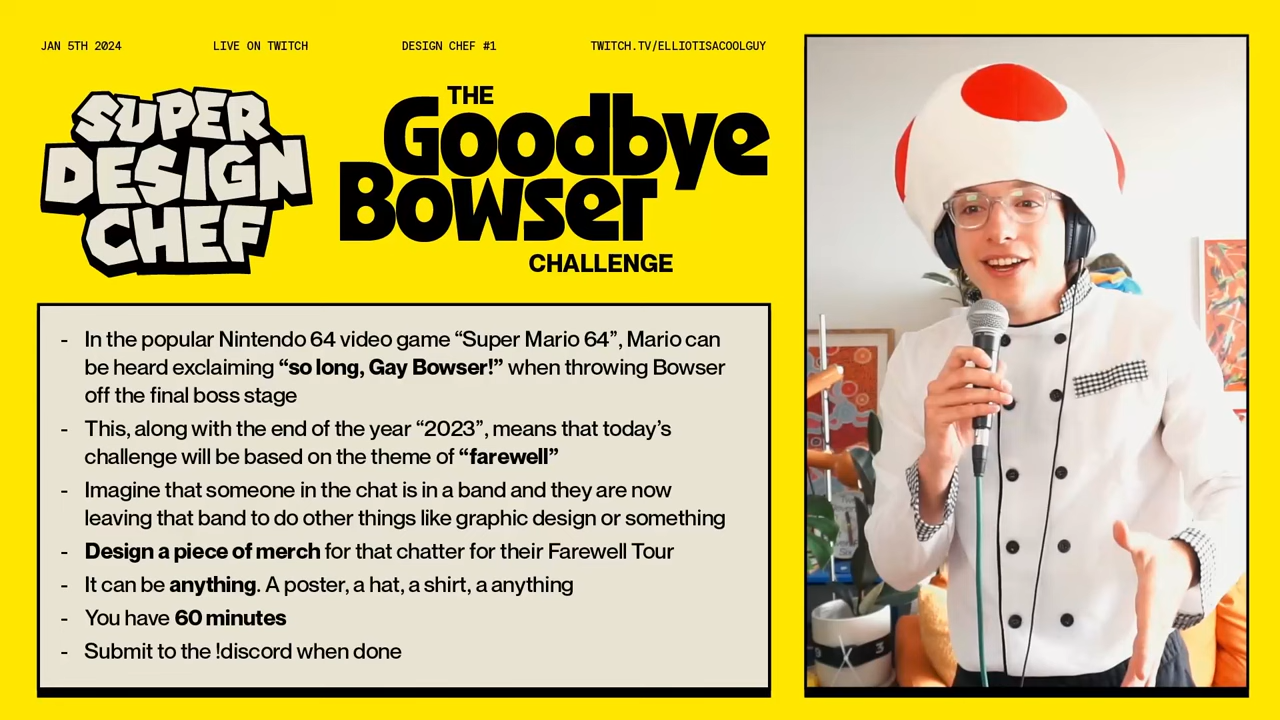 JAN 5TH 2024
LIVE ON TWITCH
DESIGN CHEF #1
TWITCH.TV/ELLIOTISACOOLGUY
SUPER
DESIGN
CHEF
THE
Goodbye
Bowser
CHALLENGE
- In the popular Nintendo 64 video game “Super Mario 64”, Mario can
be heard exclaiming “so long, Gay Bowser!” when throwing Bowser
off the final boss stage
- This, along with the end of the year “2023”, means that today’s
challenge will be based on the theme of “farewell”
- Imagine that someone in the chat is in a band and they are now
leaving that band to do other things like graphic design or something
- Design a piece of merch for that chatter for their Farewell Tour
- It can be anything. A poster, a hat, a shirt, a anything
- You have 60 minutes
- Submit to the !discord when done